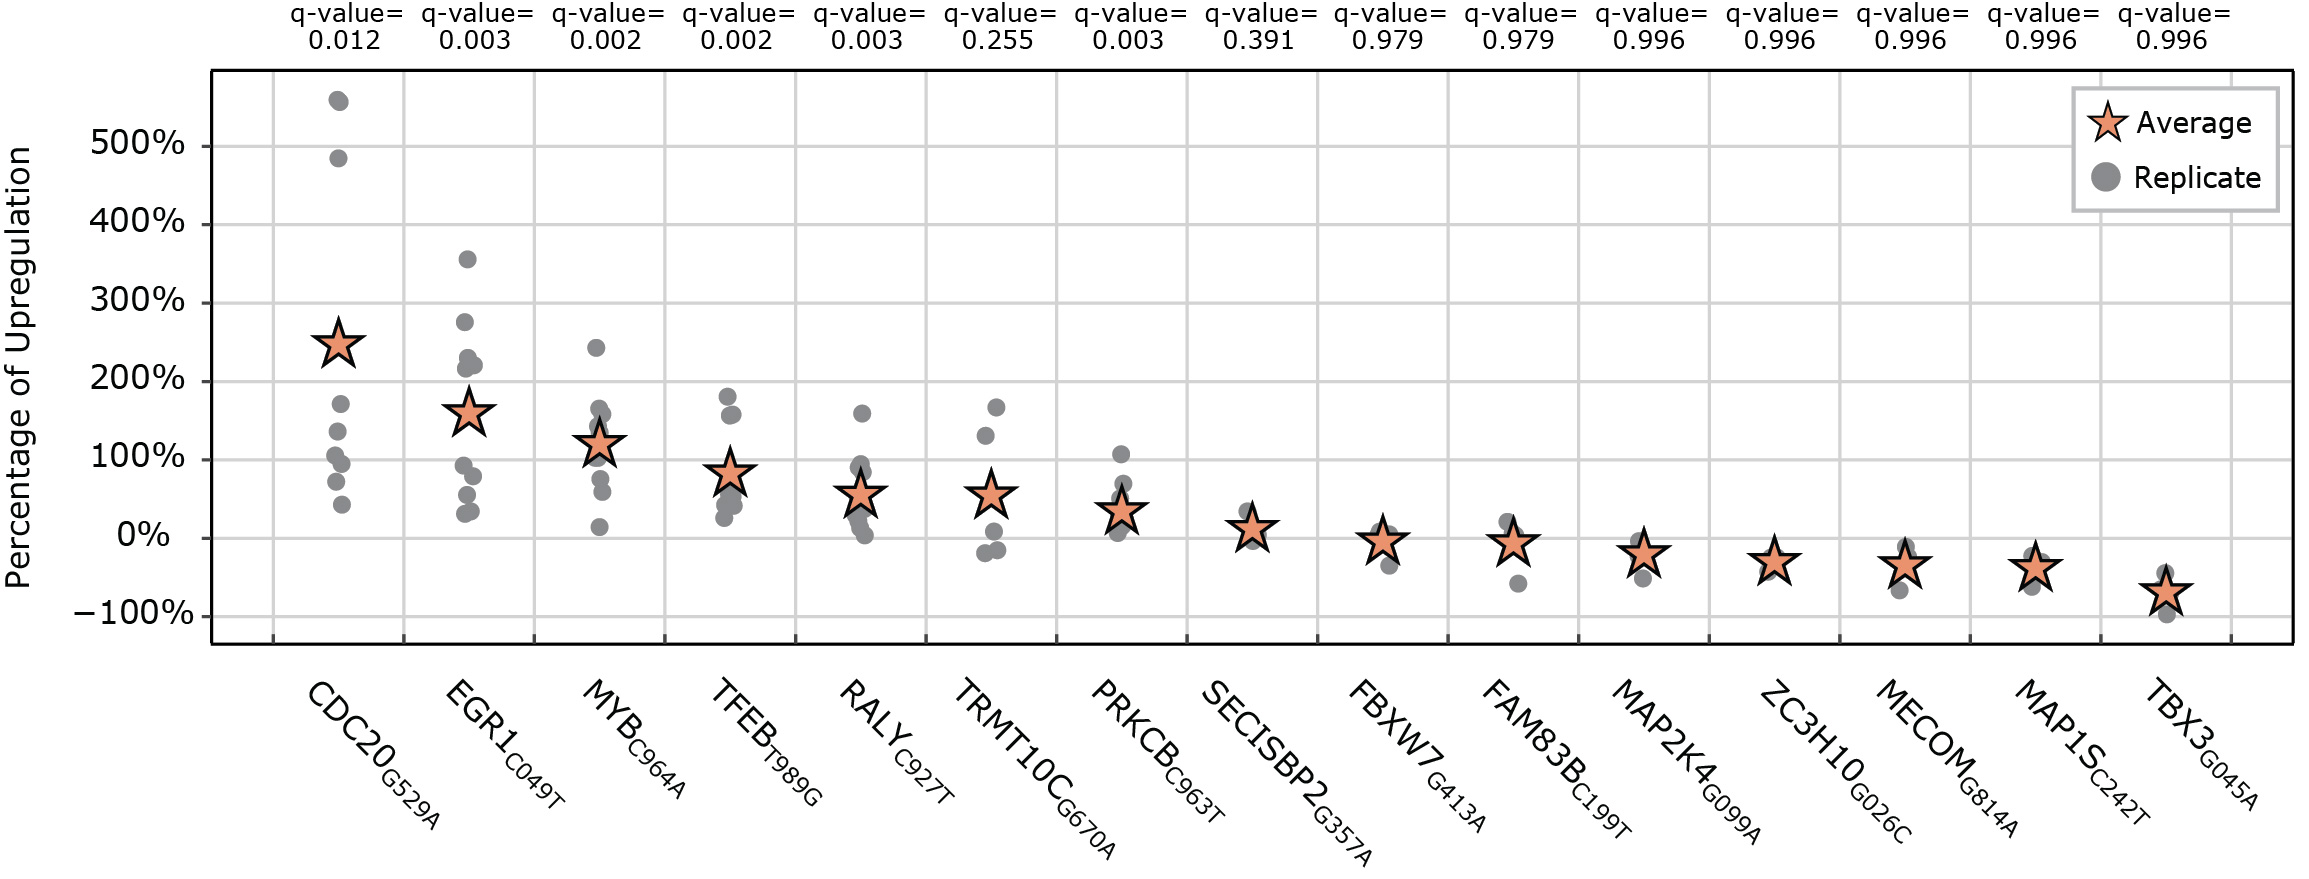 q-value= q-value= q-value= q-value= q-value= q-value= q-value= q-value= q-value= q-value= q-value= q-value= q-value= q-value= q-value=
0.012 0.003 0.002 0.002 0.003 0.255 0.003 0.391 0.979 0.979 0.996 0.996 0.996 0.996 0.996
Percentage of Upregulation
500%
400%
300%
200%
100%
0%
−100%
Average
Replicate
CDC20G529A
EGR1C049T
MYBC964A
TFEBT989G
RALYC927T
TRMT10CG670A
PRKCBC963T
SECISBP2G357A
FBXW7G413A
FAM83BC199T
MAP2K4G099A
ZC3H10G026C
MECOMG814A
MAP1SC242T
TBX3G045A